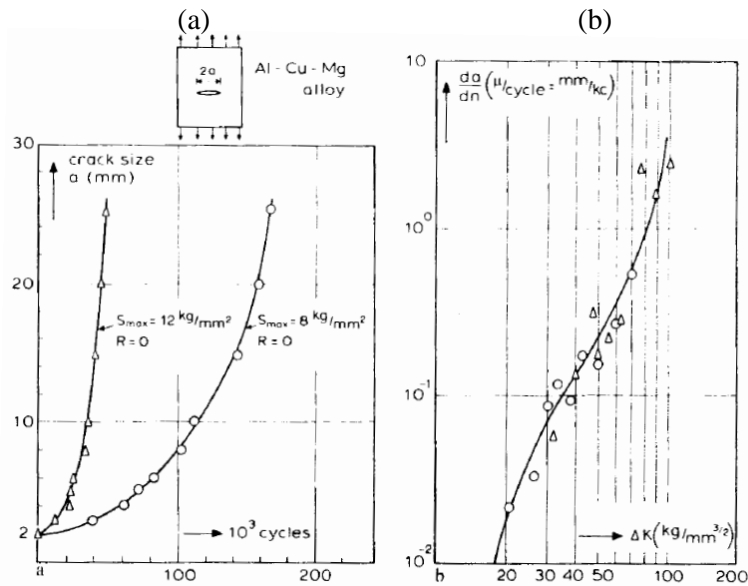 (a)
(b)
2a
Al-Cu-Mg
alloy
30
crack size
a (mm)
20
Smax=12 kg/mm²
R=0
Smax=8 kg/mm²
R=0
10
2
10³ cycles
a
100
200
10¹
da/dn (μ/cycle = mm/kc)
10⁰
10⁻¹
ΔK (kg/mm³/²)
10⁻²
b
20
30
40
50
100
200